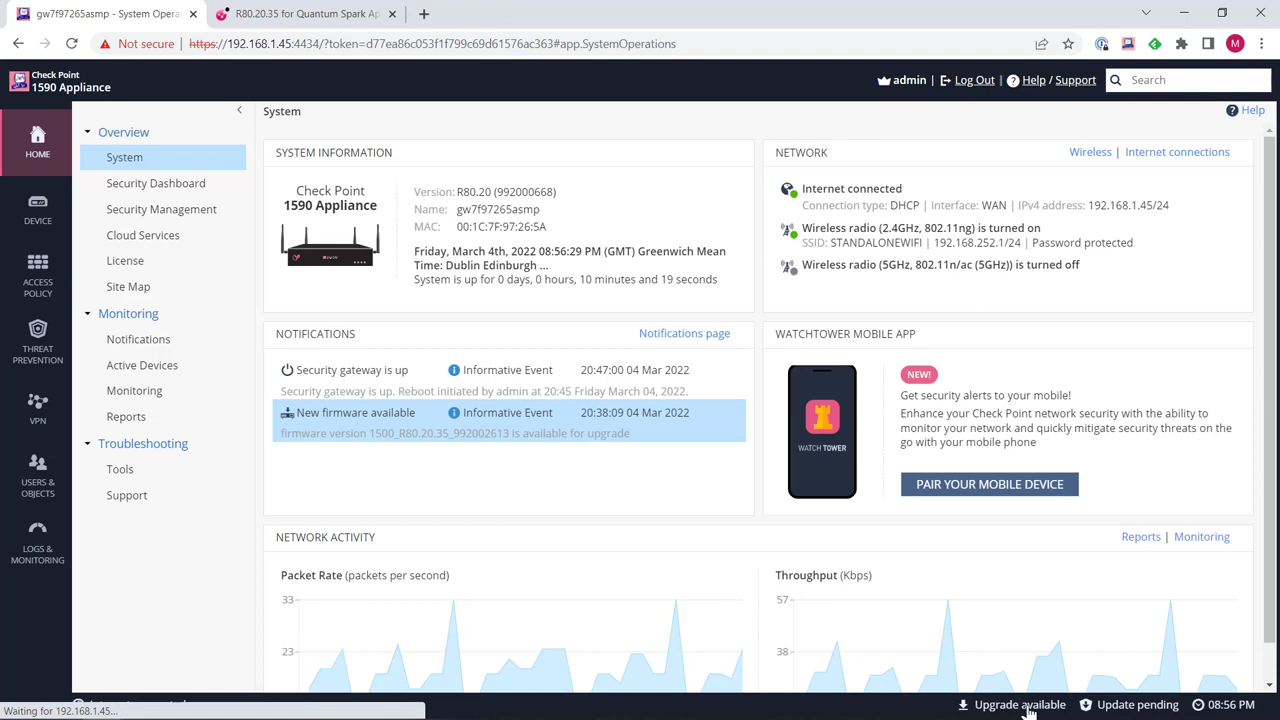 gw7f97265asmp - System Operati
R80.20.35 for Quantum Spark Ap
Not secure
https://192.168.1.45:4434/?token=d77ea86c053f1f799c69d61576ac363#app.SystemOperations
M
Check Point
1590 Appliance
admin | Log Out | Help / Support
Search
HOME
DEVICE
ACCESS
POLICY
THREAT
PREVENTION
VPN
USERS &
OBJECTS
LOGS &
MONITORING
Overview
System
Security Dashboard
Security Management
Cloud Services
License
Site Map
Monitoring
Notifications
Active Devices
Monitoring
Reports
Troubleshooting
Tools
Support
System
Help
SYSTEM INFORMATION
Check Point
1590 Appliance
Version: R80.20 (992000668)
Name: gw7f97265asmp
MAC: 00:1C:7F:97:26:5A
Friday, March 4th, 2022 08:56:29 PM (GMT) Greenwich Mean
Time: Dublin Edinburgh ...
System is up for 0 days, 0 hours, 10 minutes and 19 seconds
NETWORK
Wireless | Internet connections
Internet connected
Connection type: DHCP | Interface: WAN | IPv4 address: 192.168.1.45/24
Wireless radio (2.4GHz, 802.11ng) is turned on
SSID: STANDALONEWIFI | 192.168.252.1/24 | Password protected
Wireless radio (5GHz, 802.11n/ac (5GHz)) is turned off
NOTIFICATIONS
Notifications page
Security gateway is up Informative Event 20:47:00 04 Mar 2022
Security gateway is up. Reboot initiated by admin at 20:45 Friday March 04, 2022.
New firmware available Informative Event 20:38:09 04 Mar 2022
firmware version 1500_R80.20.35_992002613 is available for upgrade
WATCHTOWER MOBILE APP
WATCH TOWER
NEW!
Get security alerts to your mobile!
Enhance your Check Point network security with the ability to
monitor your network and quickly mitigate security threats on the
go with your mobile phone
PAIR YOUR MOBILE DEVICE
NETWORK ACTIVITY
Reports | Monitoring
Packet Rate (packets per second)
33
23
Throughput (Kbps)
57
38
Waiting for 192.168.1.45...
Upgrade available
Update pending
08:56 PM